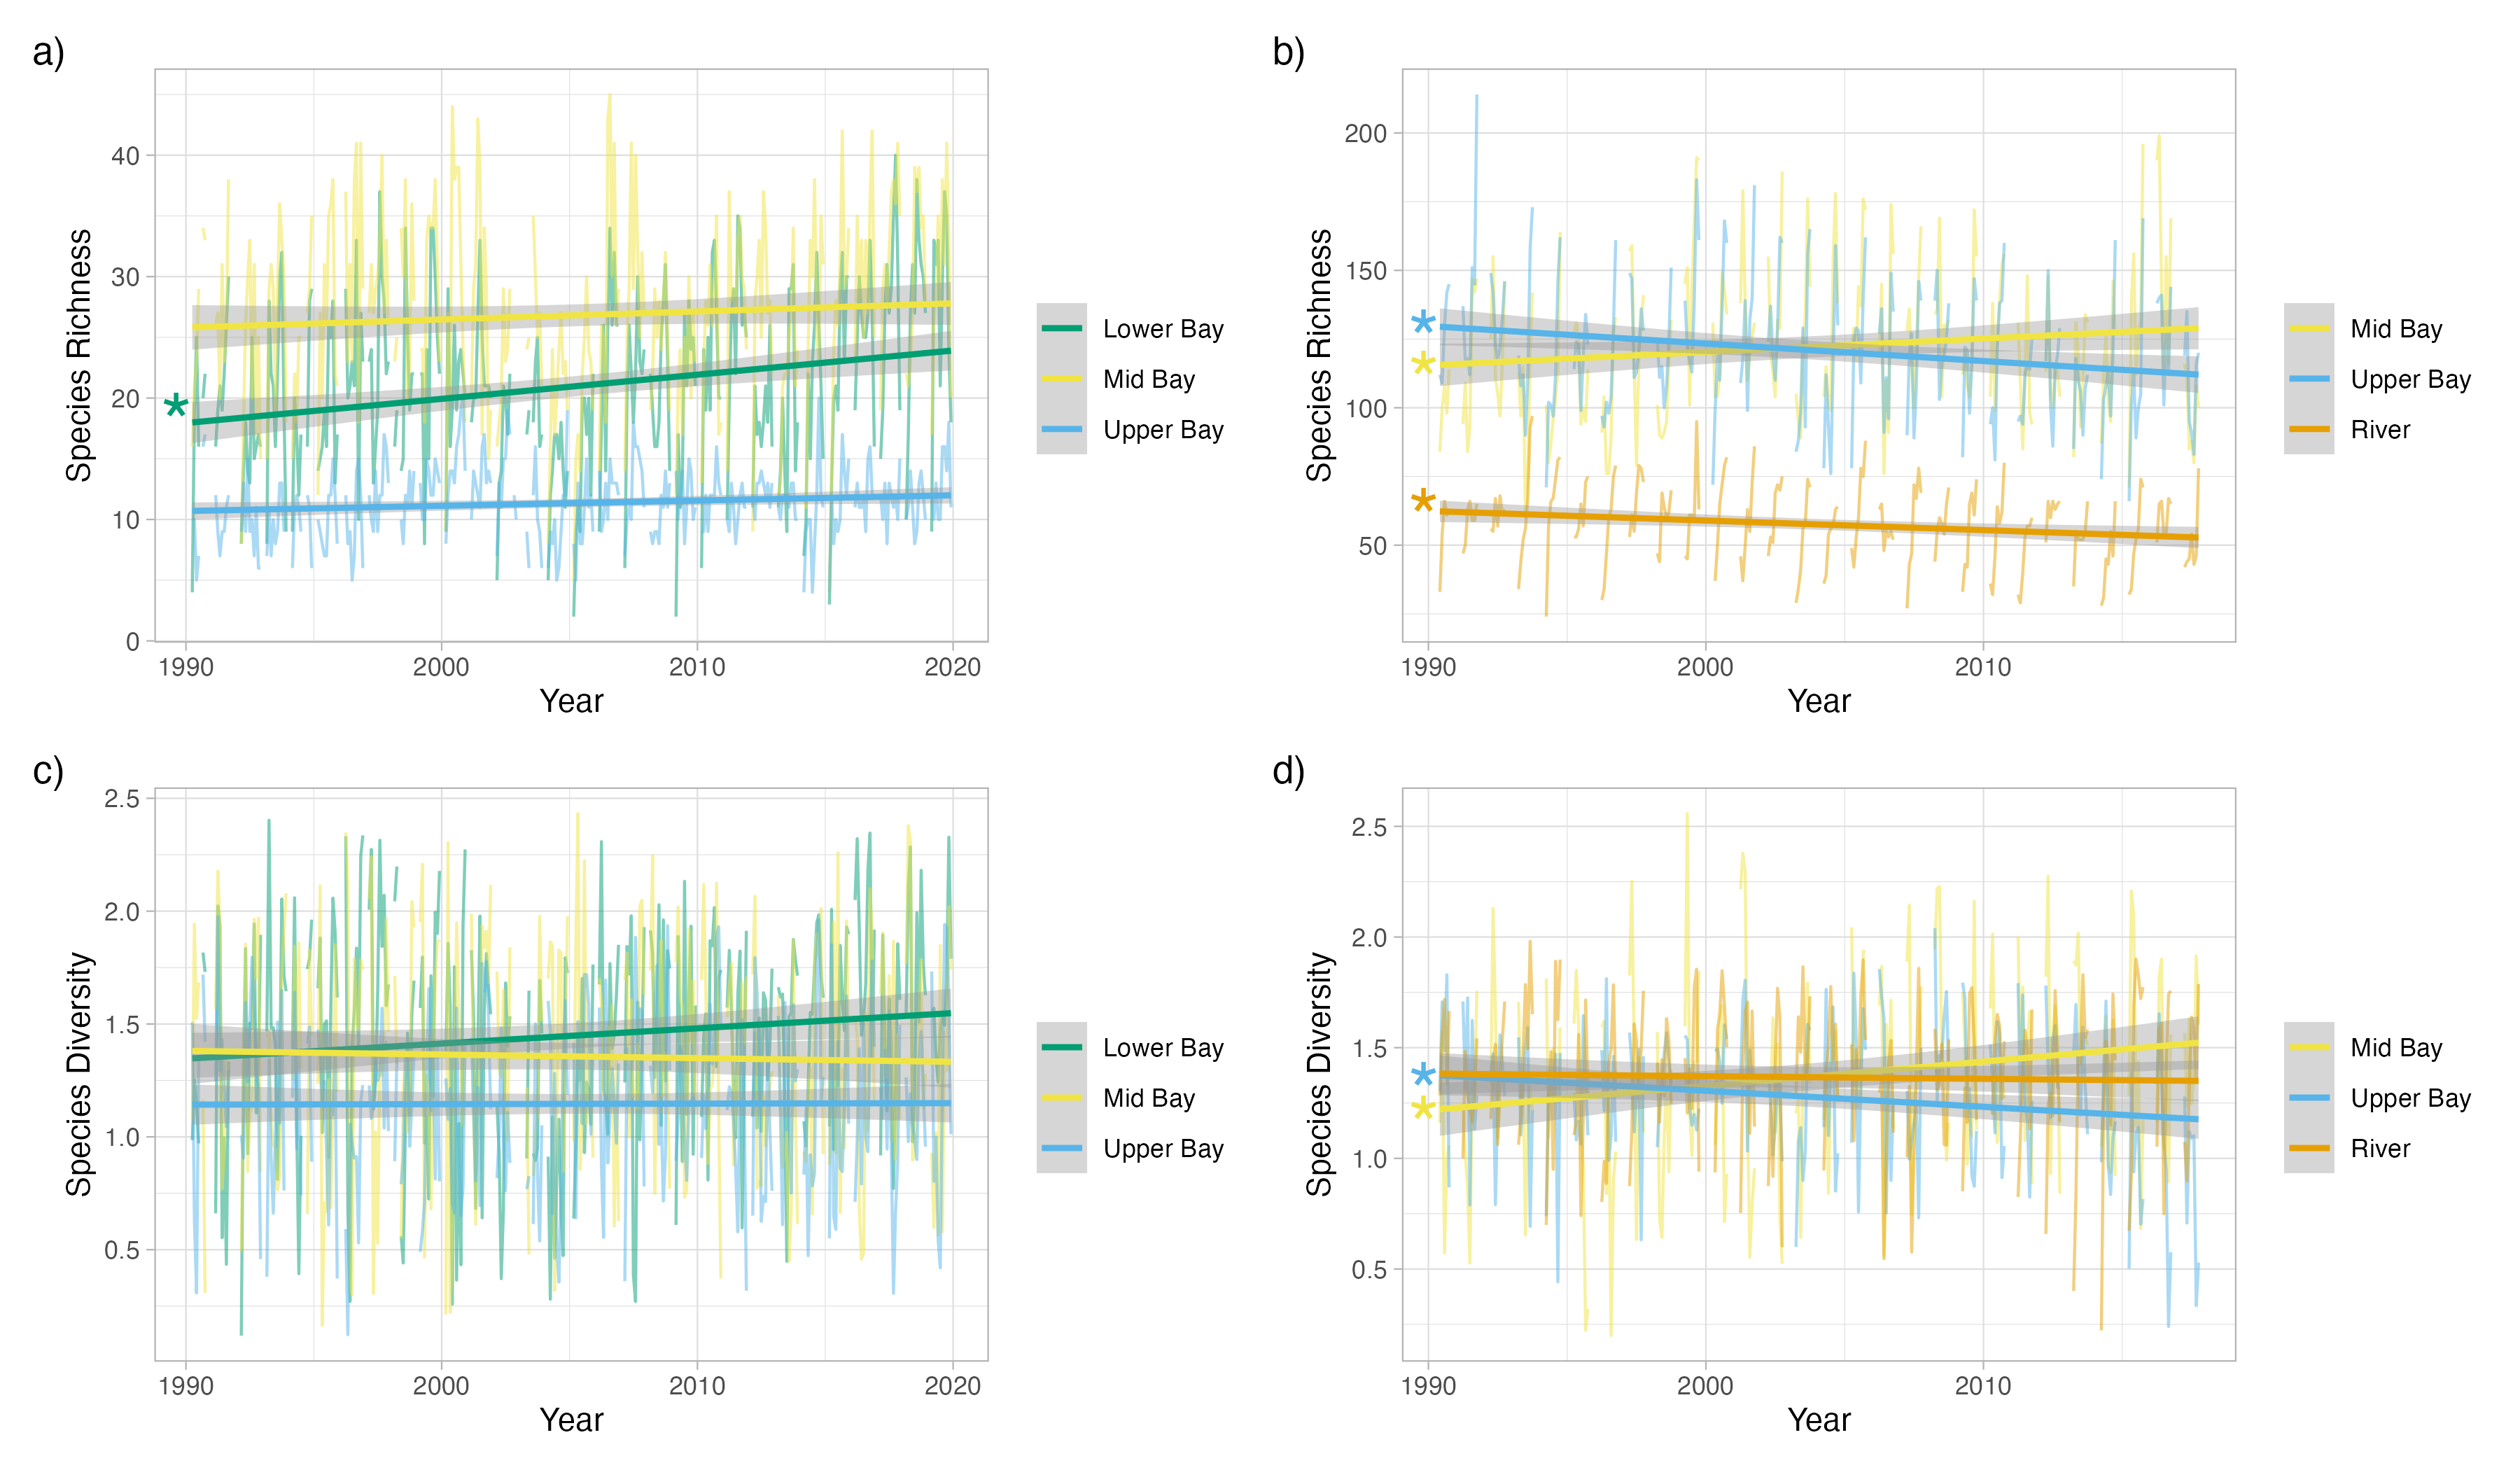 a)
Species Richness
40
30
20
10
0
1990
2000
2010
2020
Year
Lower Bay
Mid Bay
Upper Bay
b)
Species Richness
200
150
100
50
1990
2000
2010
Year
Mid Bay
Upper Bay
River
c)
Species Diversity
2.5
2.0
1.5
1.0
0.5
1990
2000
2010
2020
Year
Lower Bay
Mid Bay
Upper Bay
d)
Species Diversity
2.5
2.0
1.5
1.0
0.5
1990
2000
2010
Year
Mid Bay
Upper Bay
River